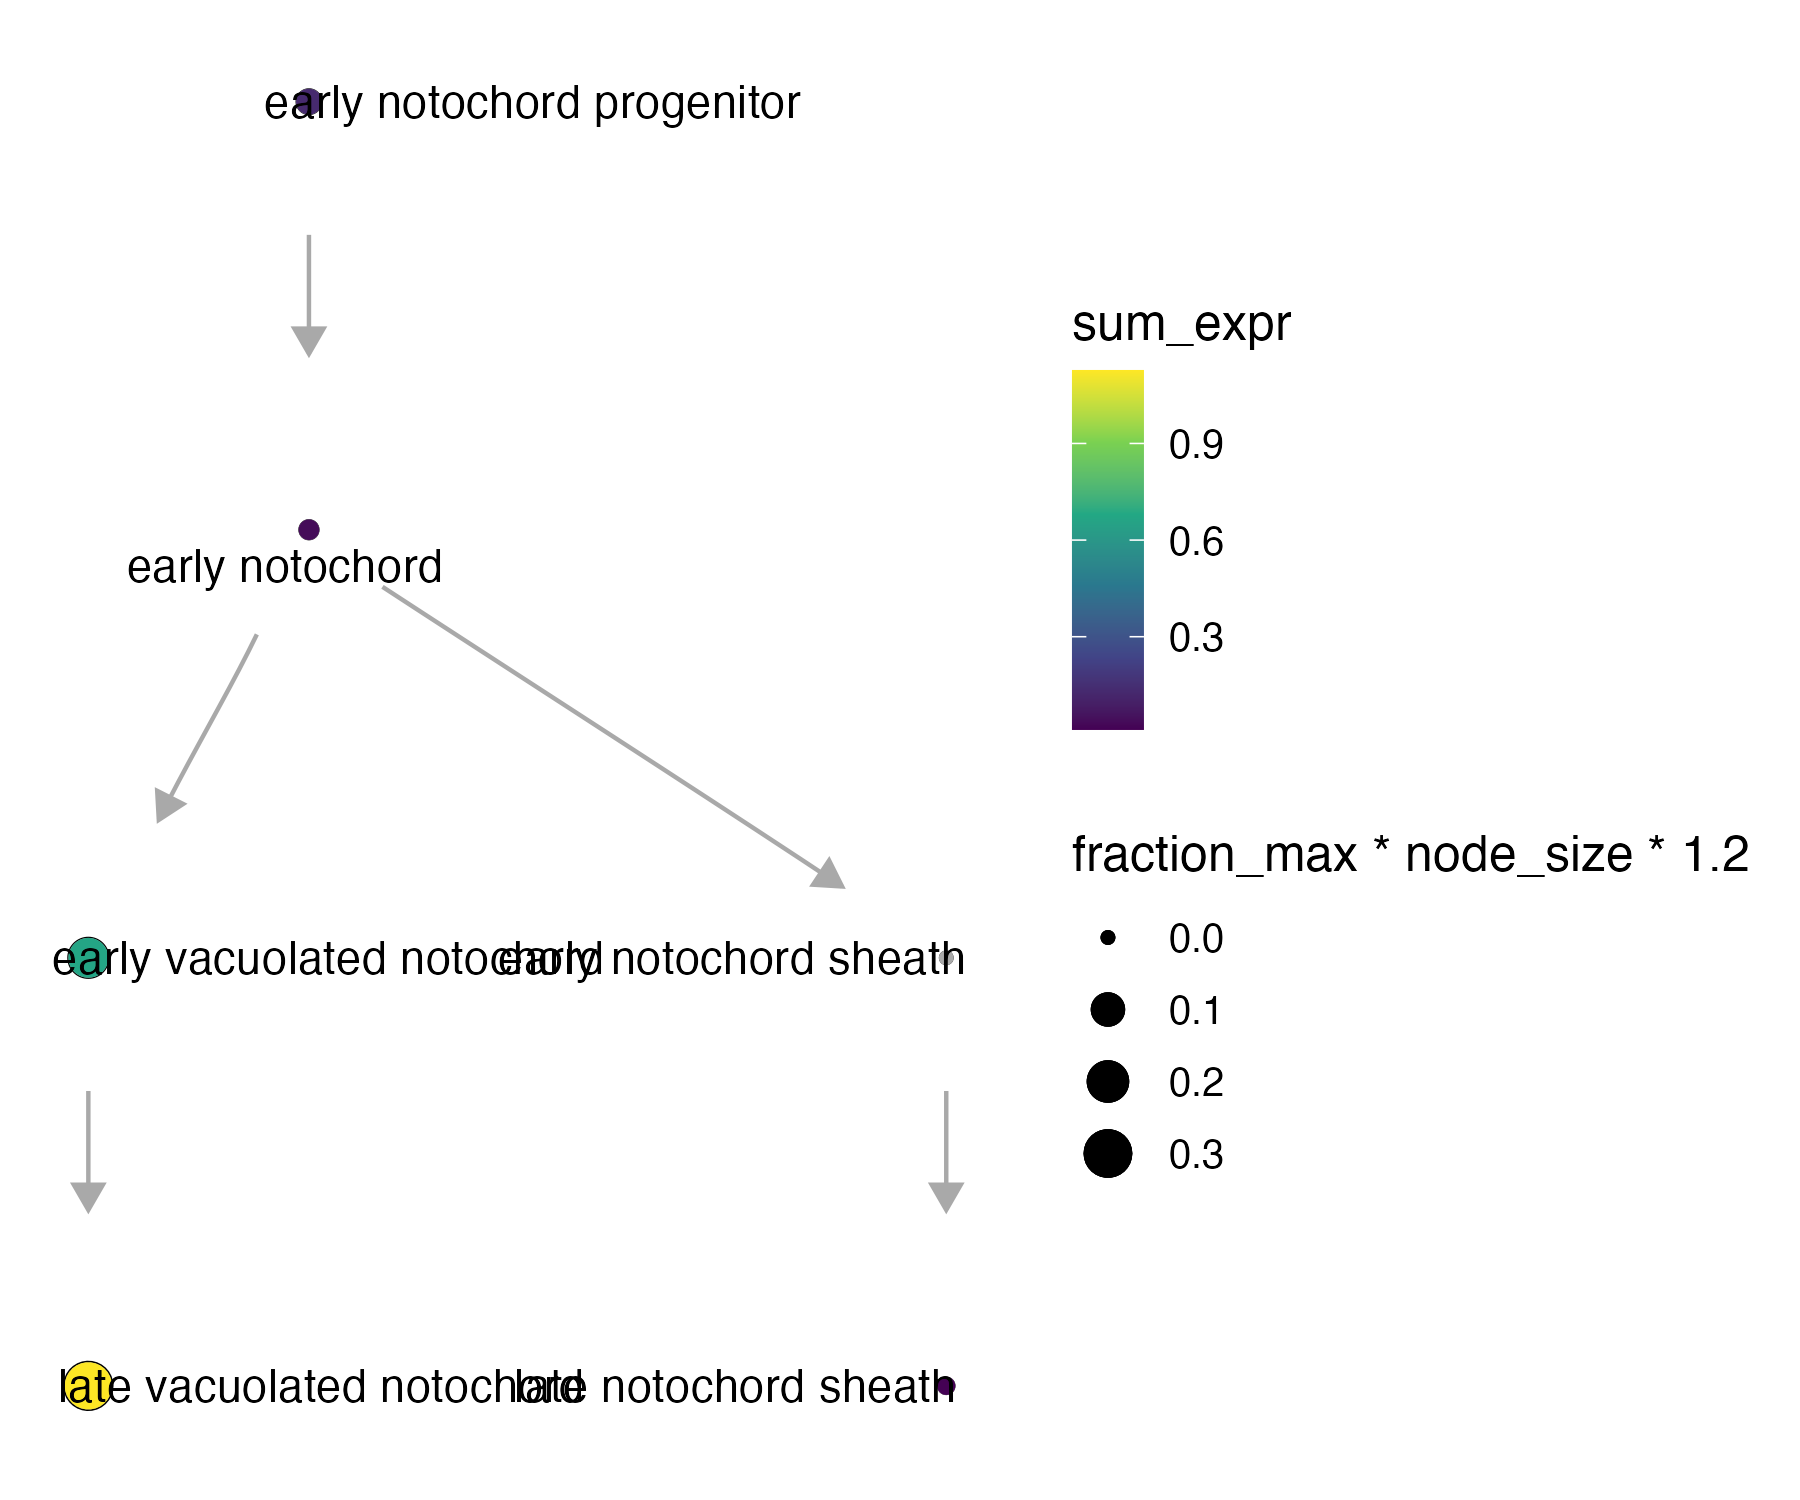 early notochord progenitor
early notochord
early vacuolated notochord
early notochord sheath
late vacuolated notochord
late notochord sheath
sum_expr
0.9
0.6
0.3
fraction_max * node_size * 1.2
0.0
0.1
0.2
0.3